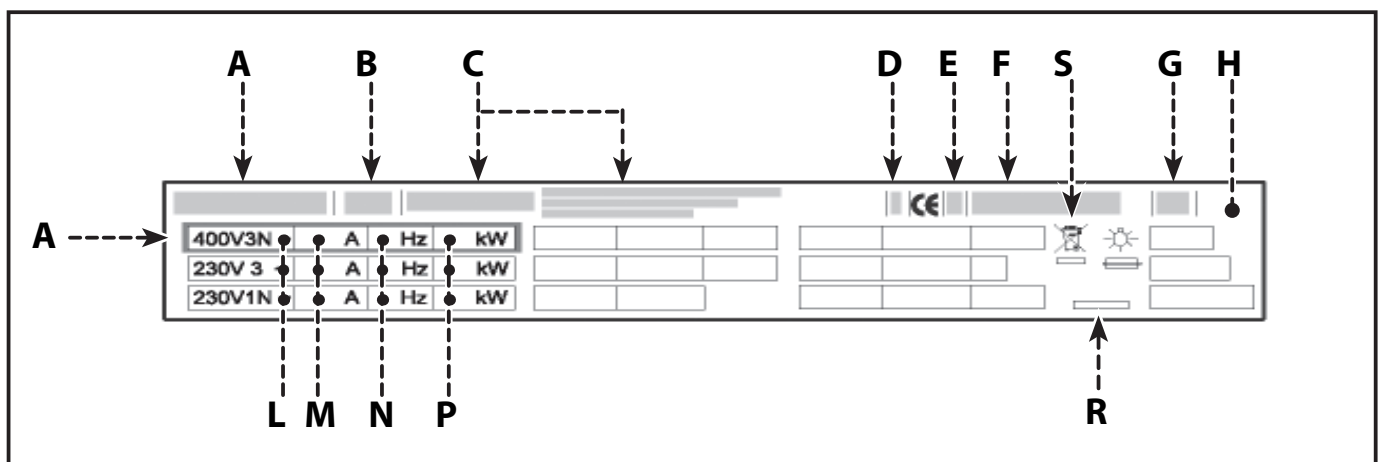 A B C D E F S G H
CE
A 400V3N A Hz kW
230V 3 A Hz kW
230V1N A Hz kW
L M N P R